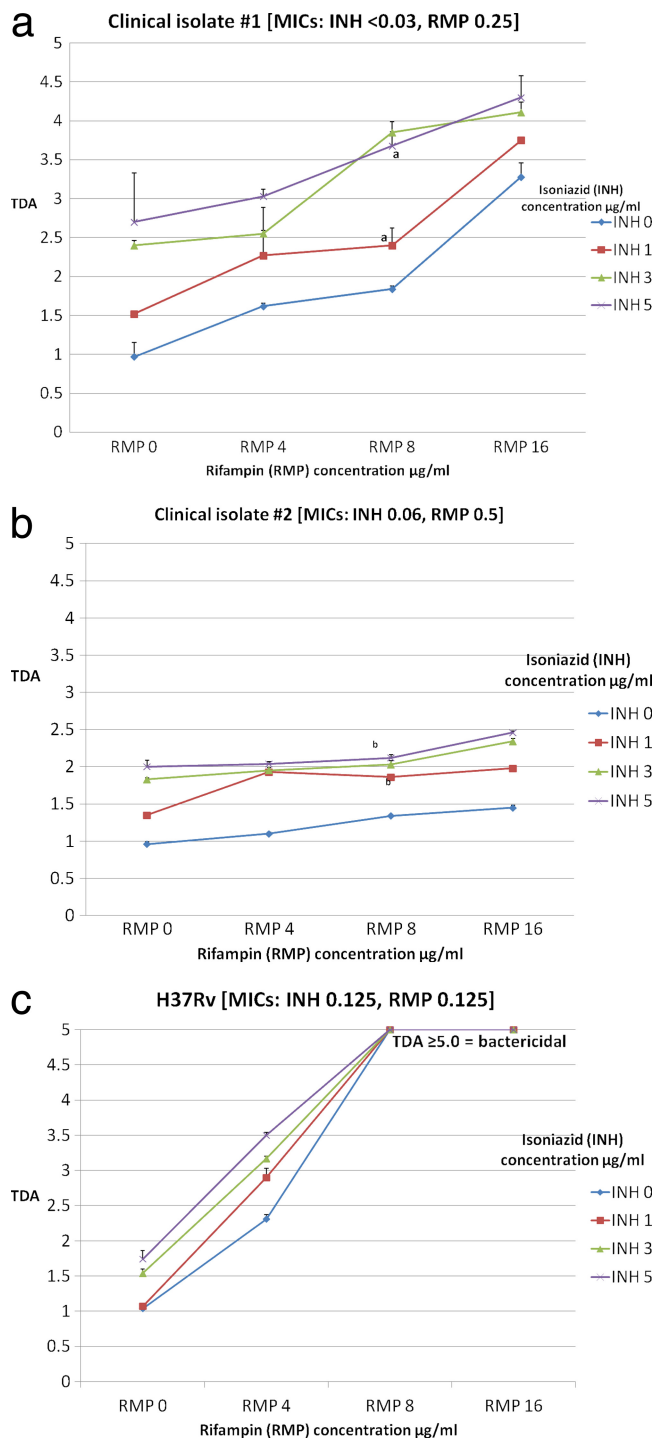 a
Clinical isolate #1 [MICs: INH <0.03, RMP 0.25]
5
4.5
4
3.5
3
2.5
2
1.5
1
0.5
0
TDA
a
a
Isoniazid (INH)
concentration µg/ml
INH 0
INH 1
INH 3
INH 5
RMP 0
RMP 4
RMP 8
RMP 16
Rifampin (RMP) concentration µg/ml
b
Clinical isolate #2 [MICs: INH 0.06, RMP 0.5]
5
4.5
4
3.5
3
2.5
2
1.5
1
0.5
0
TDA
b
b
Isoniazid (INH)
concentration µg/ml
INH 0
INH 1
INH 3
INH 5
RMP 0
RMP 4
RMP 8
RMP 16
Rifampin (RMP) concentration µg/ml
c
H37Rv [MICs: INH 0.125, RMP 0.125]
5
4.5
4
3.5
3
2.5
2
1.5
1
0.5
0
TDA
TDA ≥5.0 = bactericidal
Isoniazid (INH)
concentration µg/ml
INH 0
INH 1
INH 3
INH 5
RMP 0
RMP 4
RMP 8
RMP 16
Rifampin (RMP) concentration µg/ml